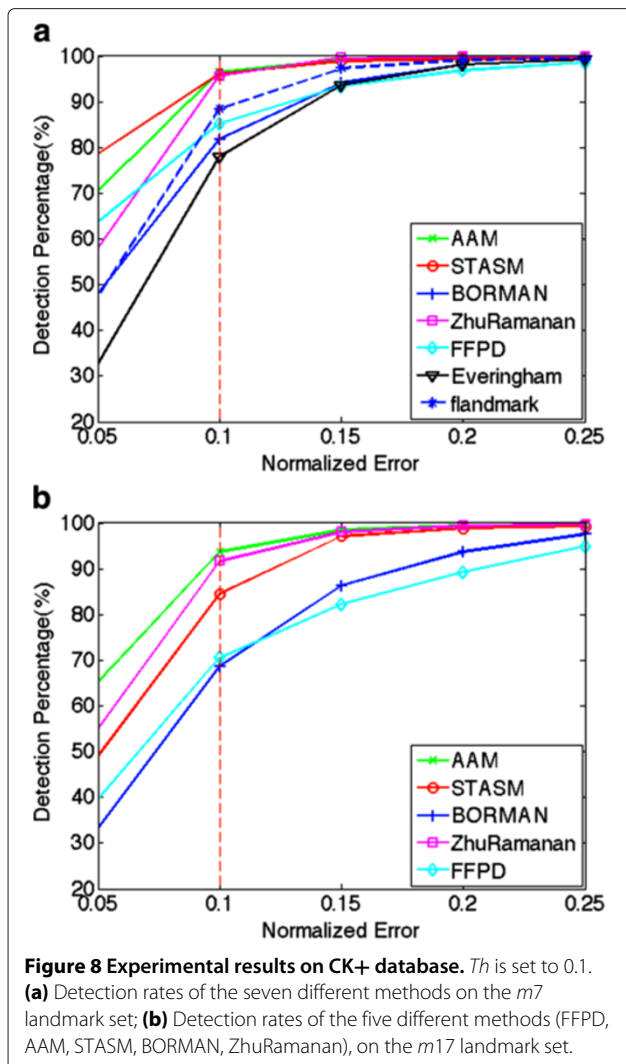 a
100
90
80
70
60
50
40
30
20
Detection Percentage(%)
AAM
STASM
BORMAN
ZhuRamanan
FFPD
Everingham
flandmark
0.05 0.1 0.15 0.2 0.25
Normalized Error
b
100
90
80
70
60
50
40
30
20
Detection Percentage(%)
AAM
STASM
BORMAN
ZhuRamanan
FFPD
0.05 0.1 0.15 0.2 0.25
Normalized Error
Figure 8 Experimental results on CK+ database. Th is set to 0.1.
(a) Detection rates of the seven different methods on the m7
landmark set; (b) Detection rates of the five different methods (FFPD,
AAM, STASM, BORMAN, ZhuRamanan), on the m17 landmark set.